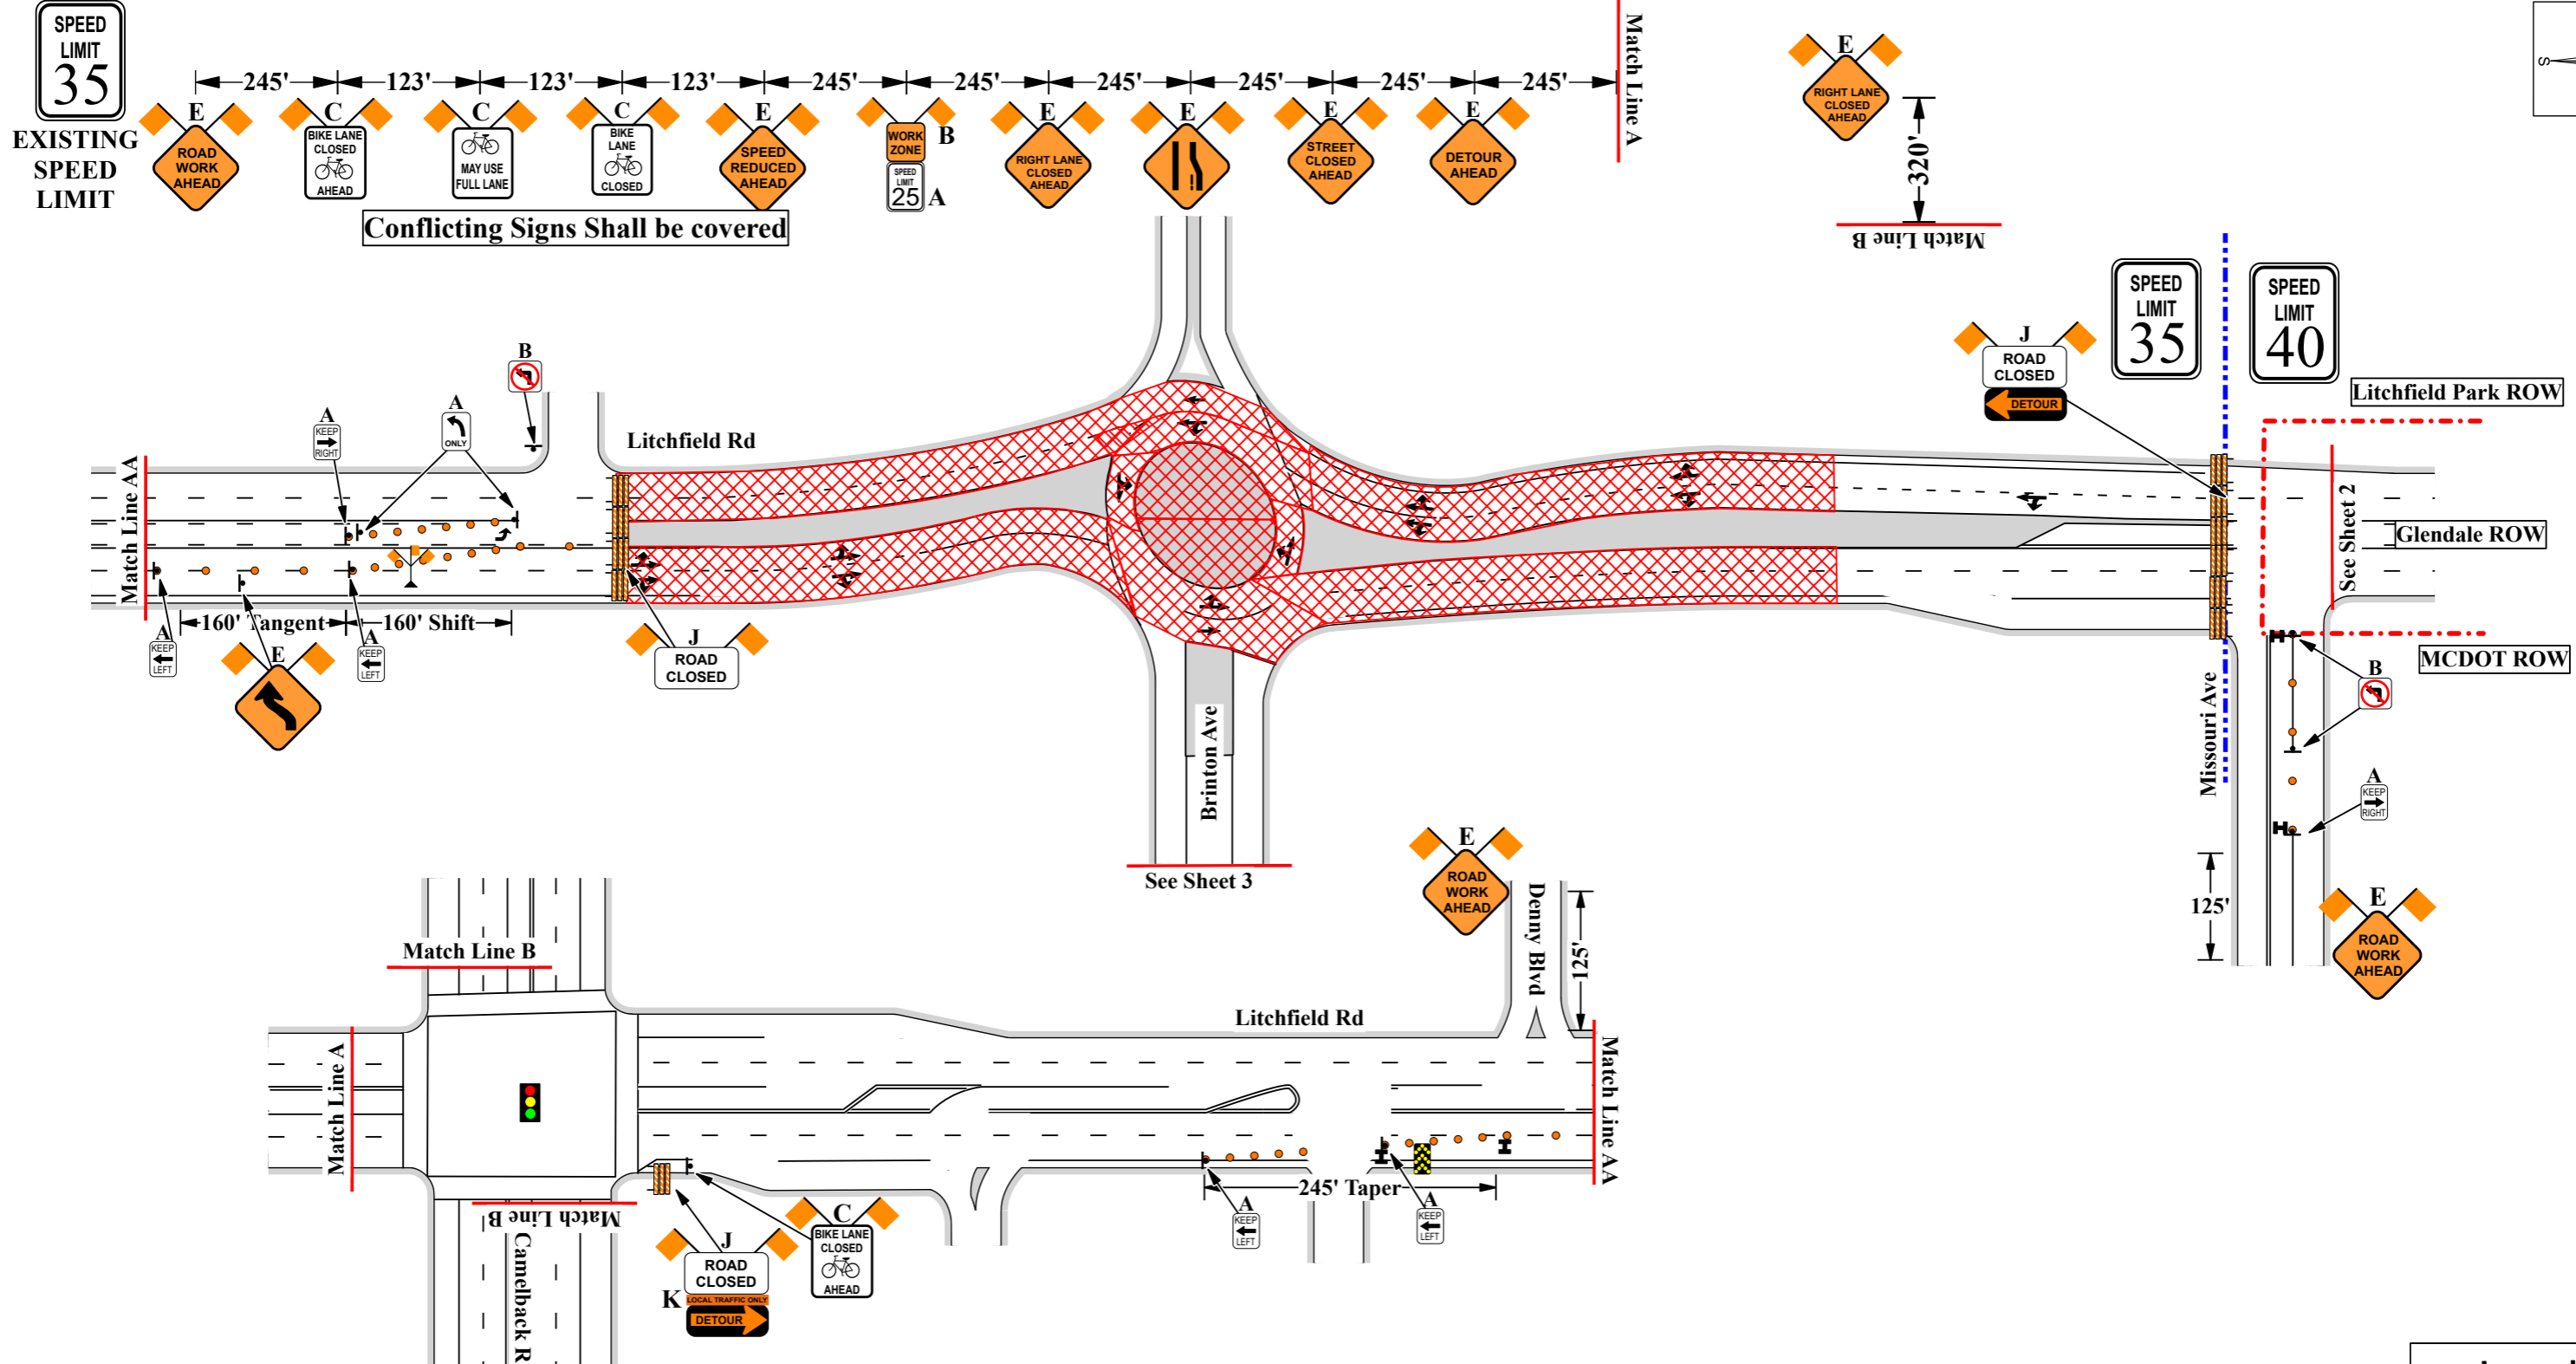 SPEED
LIMIT
35
EXISTING
SPEED
LIMIT
245'
123'
123'
123'
245'
245'
245'
245'
245'
245'
E
ROAD
WORK
AHEAD
C
BIKE LANE
CLOSED
AHEAD
C
MAY USE
FULL LANE
C
BIKE
LANE
CLOSED
E
SPEED
REDUCED
AHEAD
WORK
ZONE
B
SPEED
LIMIT
25
A
E
RIGHT LANE
CLOSED
AHEAD
E
E
STREET
CLOSED
AHEAD
E
DETOUR
AHEAD
Match Line A
E
RIGHT LANE
CLOSED
AHEAD
320'
Match Line B
S
Conflicting Signs Shall be covered
SPEED
LIMIT
35
SPEED
LIMIT
40
J
ROAD
CLOSED
DETOUR
Litchfield Park ROW
Glendale ROW
MCDOT ROW
See Sheet 2
Missouri Ave
B
A
KEEP
RIGHT
A
ONLY
Litchfield Rd
Match Line AA
160' Tangent
160' Shift
A
KEEP
LEFT
E
A
KEEP
LEFT
J
ROAD
CLOSED
Brinton Ave
See Sheet 3
B
A
KEEP
RIGHT
125'
E
ROAD
WORK
AHEAD
E
ROAD
WORK
AHEAD
Denny Blvd
125'
Match Line B
Litchfield Rd
Match Line A
Match Line AA
Match Line B
Camelback R
J
ROAD
CLOSED
K
LOCAL TRAFFIC ONLY
DETOUR
C
BIKE LANE
CLOSED
AHEAD
245' Taper
A
KEEP
LEFT
A
KEEP
LEFT